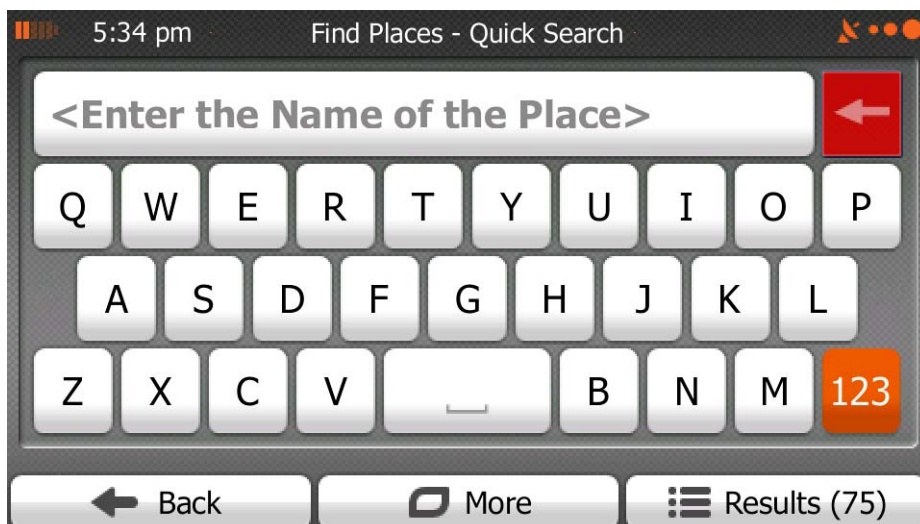 5:34 pm Find Places - Quick Search
<Enter the Name of the Place>
Q W E R T Y U I O P
A S D F G H J K L
Z X C V B N M 123
Back More Results (75)